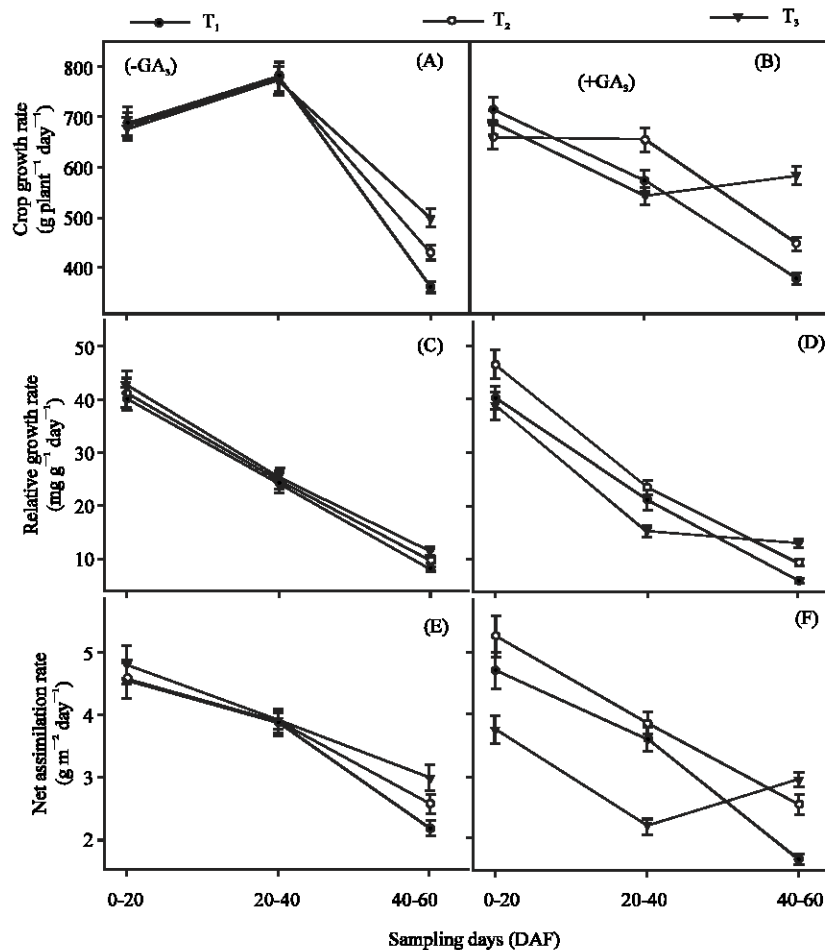 T₁ T₂ T₃
(-GA₃) (A)
(+GA₃) (B)
Crop growth rate
(g plant⁻¹ day⁻¹)
800
700
600
500
400
(C) (D)
Relative growth rate
(mg g⁻¹ day⁻¹)
50
40
30
20
10
(E) (F)
Net assimilation rate
(g m⁻² day⁻¹)
5
4
3
2
0-20 20-40 40-60 0-20 20-40 40-60
Sampling days (DAF)